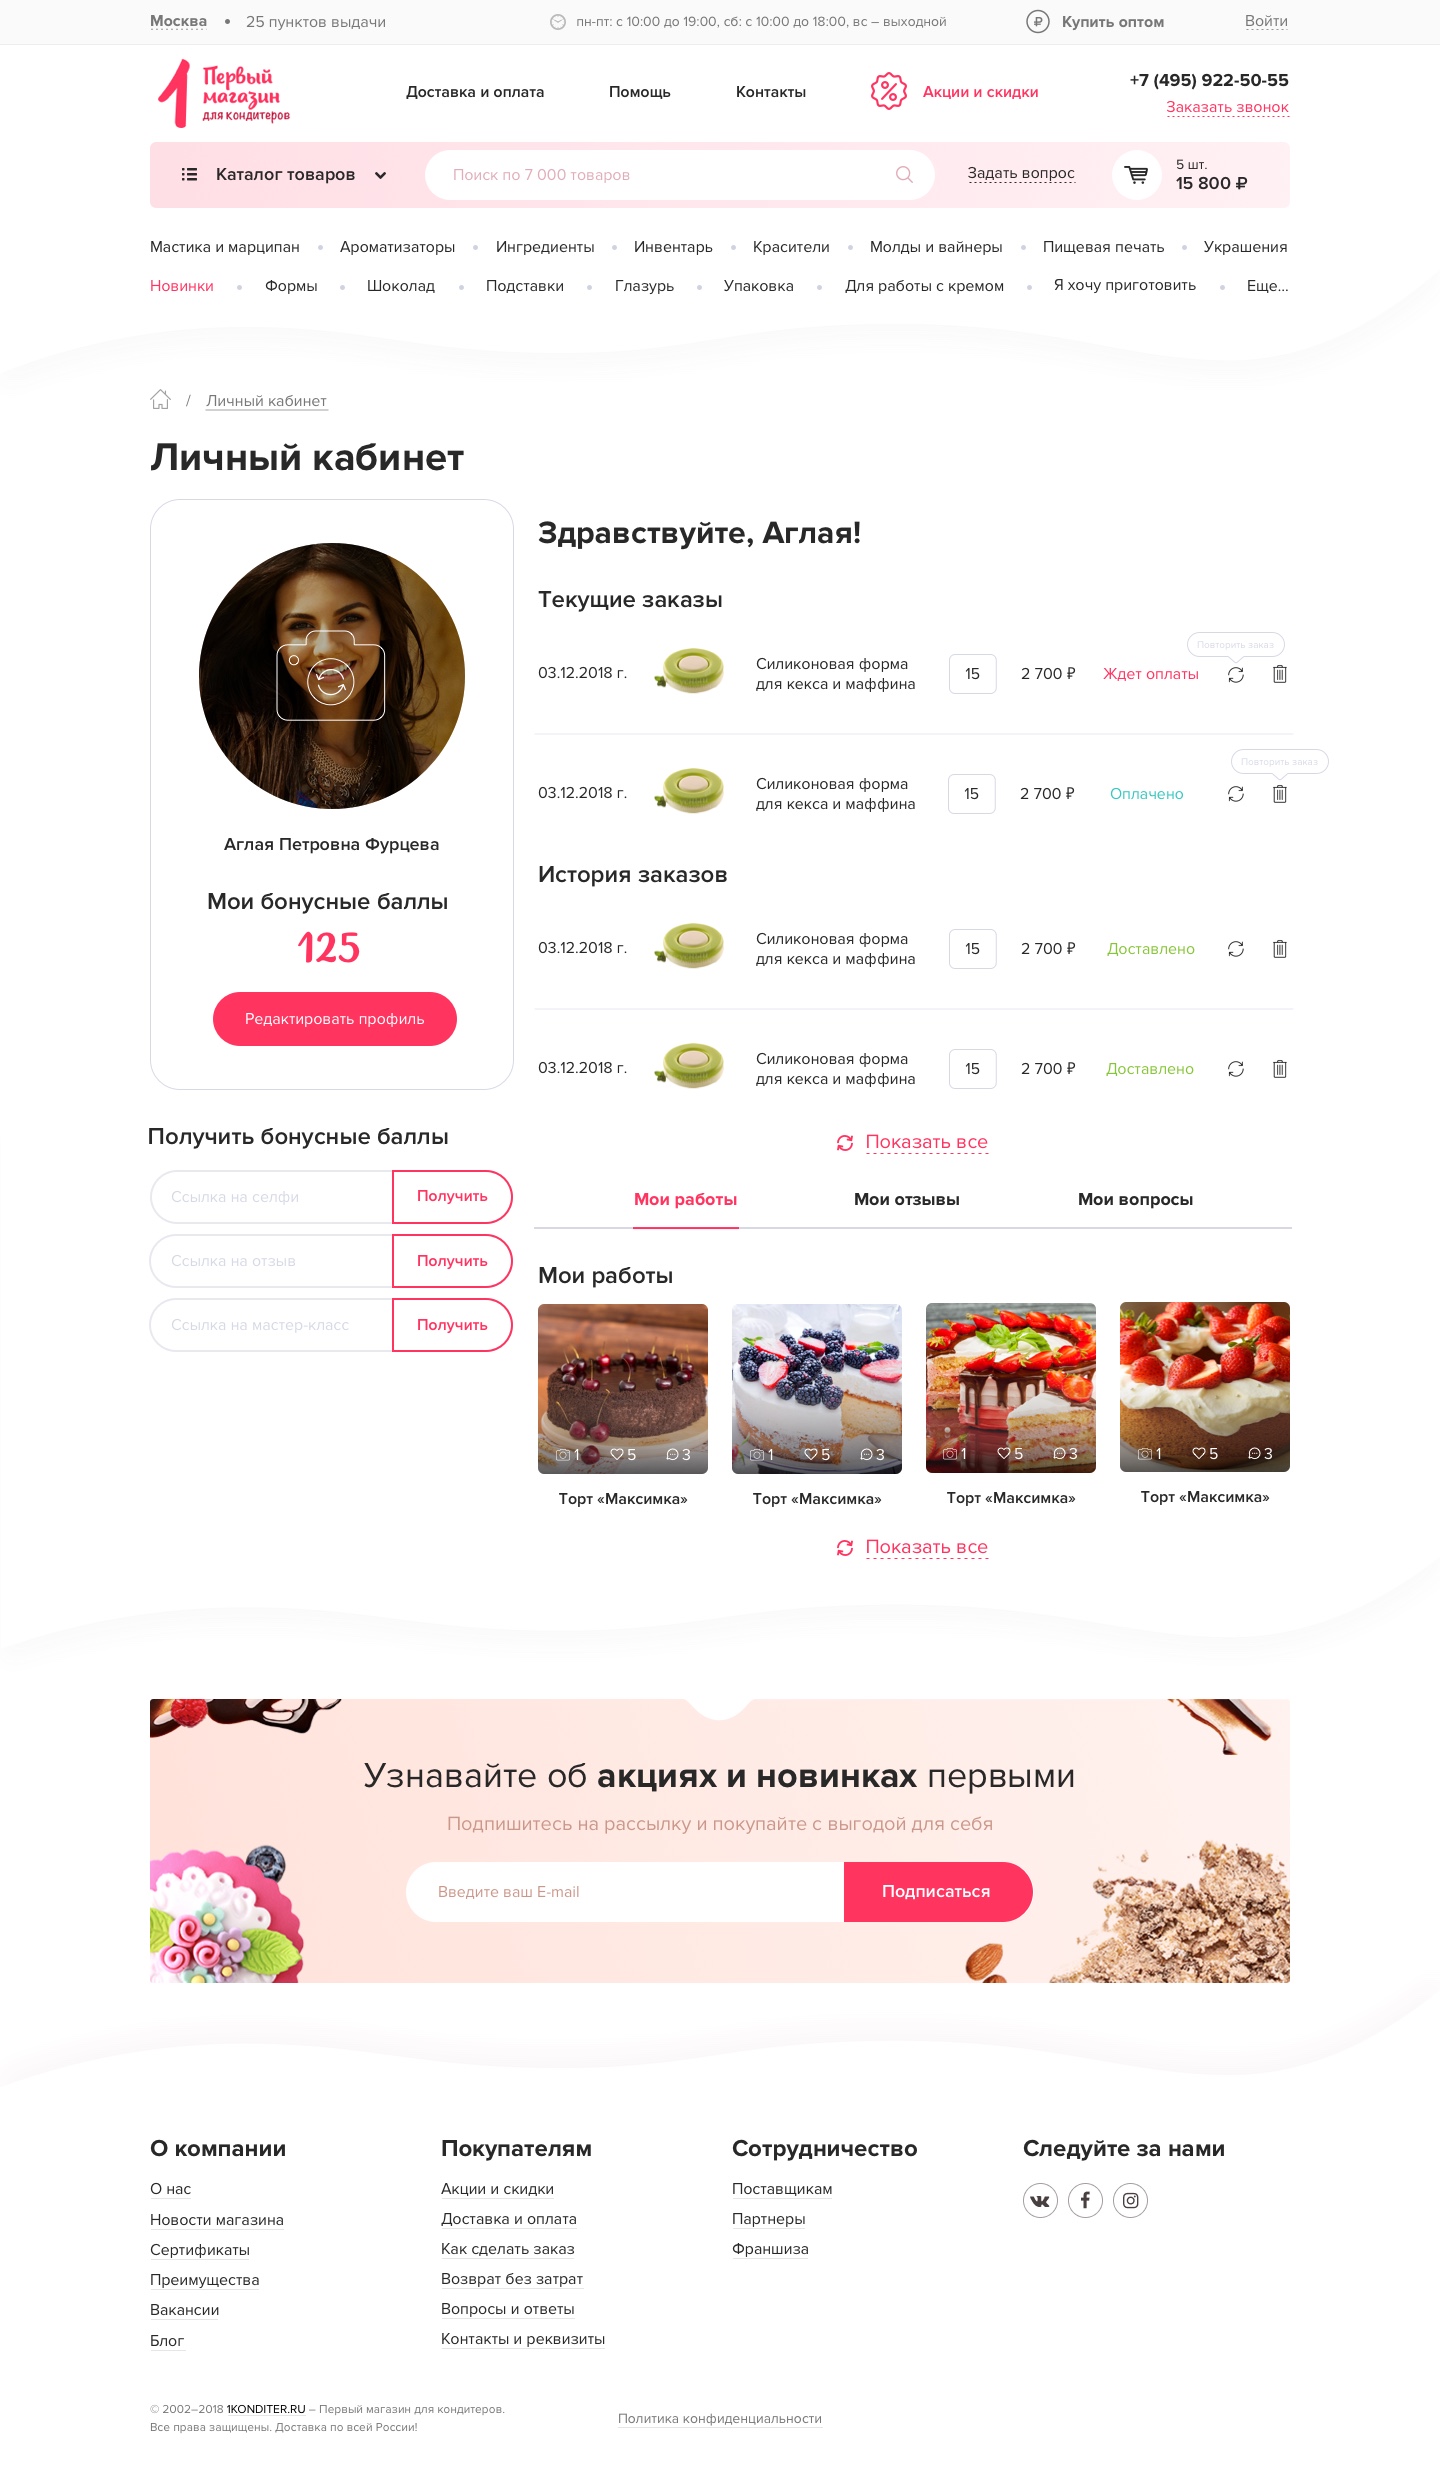 Москва • 25 пунктов выдачи
пн-пт: с 10:00 до 19:00, сб: с 10:00 до 18:00, вс – выходной
Купить оптом
Войти
1 Первый
магазин
для кондитеров
Доставка и оплата
Помощь
Контакты
Акции и скидки
+7 (495) 922-50-55
Заказать звонок
Каталог товаров
Поиск по 7 000 товаров
Задать вопрос
5 шт.
15 800 ₽
Мастика и марципан • Ароматизаторы • Ингредиенты • Инвентарь • Красители • Молды и вайнеры • Пищевая печать • Украшения
Новинки • Формы • Шоколад • Подставки • Глазурь • Упаковка • Для работы с кремом • Я хочу приготовить • Еще...
/ Личный кабинет
Личный кабинет
Аглая Петровна Фурцева
Мои бонусные баллы
125
Редактировать профиль
Получить бонусные баллы
Ссылка на селфи
Получить
Ссылка на отзыв
Получить
Ссылка на мастер-класс
Получить
Здравствуйте, Аглая!
Текущие заказы
Повторить заказ
03.12.2018 г.
Силиконовая форма
для кекса и маффина
15
2 700 ₽
Ждет оплаты
Повторить заказ
03.12.2018 г.
Силиконовая форма
для кекса и маффина
15
2 700 ₽
Оплачено
История заказов
03.12.2018 г.
Силиконовая форма
для кекса и маффина
15
2 700 ₽
Доставлено
03.12.2018 г.
Силиконовая форма
для кекса и маффина
15
2 700 ₽
Доставлено
Показать все
Мои работы
Мои отзывы
Мои вопросы
Мои работы
1 5 3
1 5 3
1 5 3
1 5 3
Торт «Максимка»
Торт «Максимка»
Торт «Максимка»
Торт «Максимка»
Показать все
Узнавайте об акциях и новинках первыми
Подпишитесь на рассылку и покупайте с выгодой для себя
Введите ваш E-mail
Подписаться
О компании
О нас
Новости магазина
Сертификаты
Преимущества
Вакансии
Блог
Покупателям
Акции и скидки
Доставка и оплата
Как сделать заказ
Возврат без затрат
Вопросы и ответы
Контакты и реквизиты
Сотрудничество
Поставщикам
Партнеры
Франшиза
Следуйте за нами
© 2002–2018 1KONDITER.RU – Первый магазин для кондитеров.
Все права защищены. Доставка по всей России!
Политика конфиденциальности